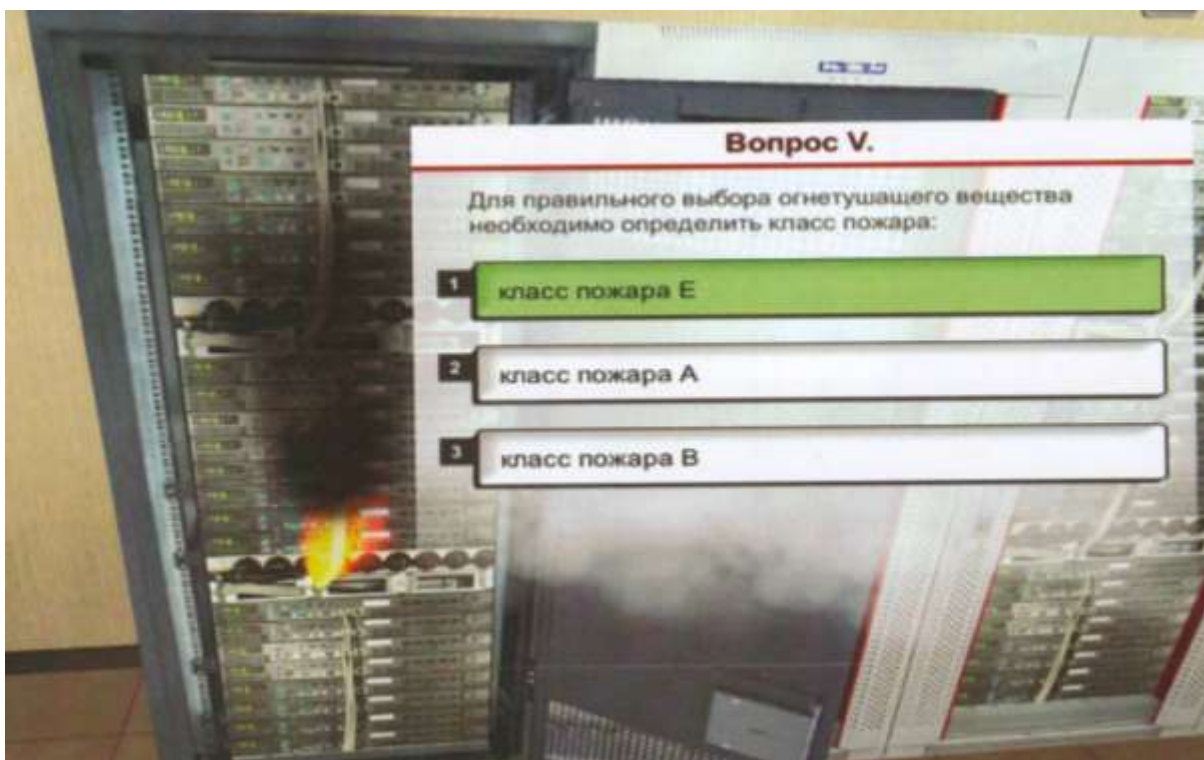 Вопрос V.
Для правильного выбора огнетушащего вещества
необходимо определить класс пожара:
1 класс пожара Е
2 класс пожара А
3 класс пожара В